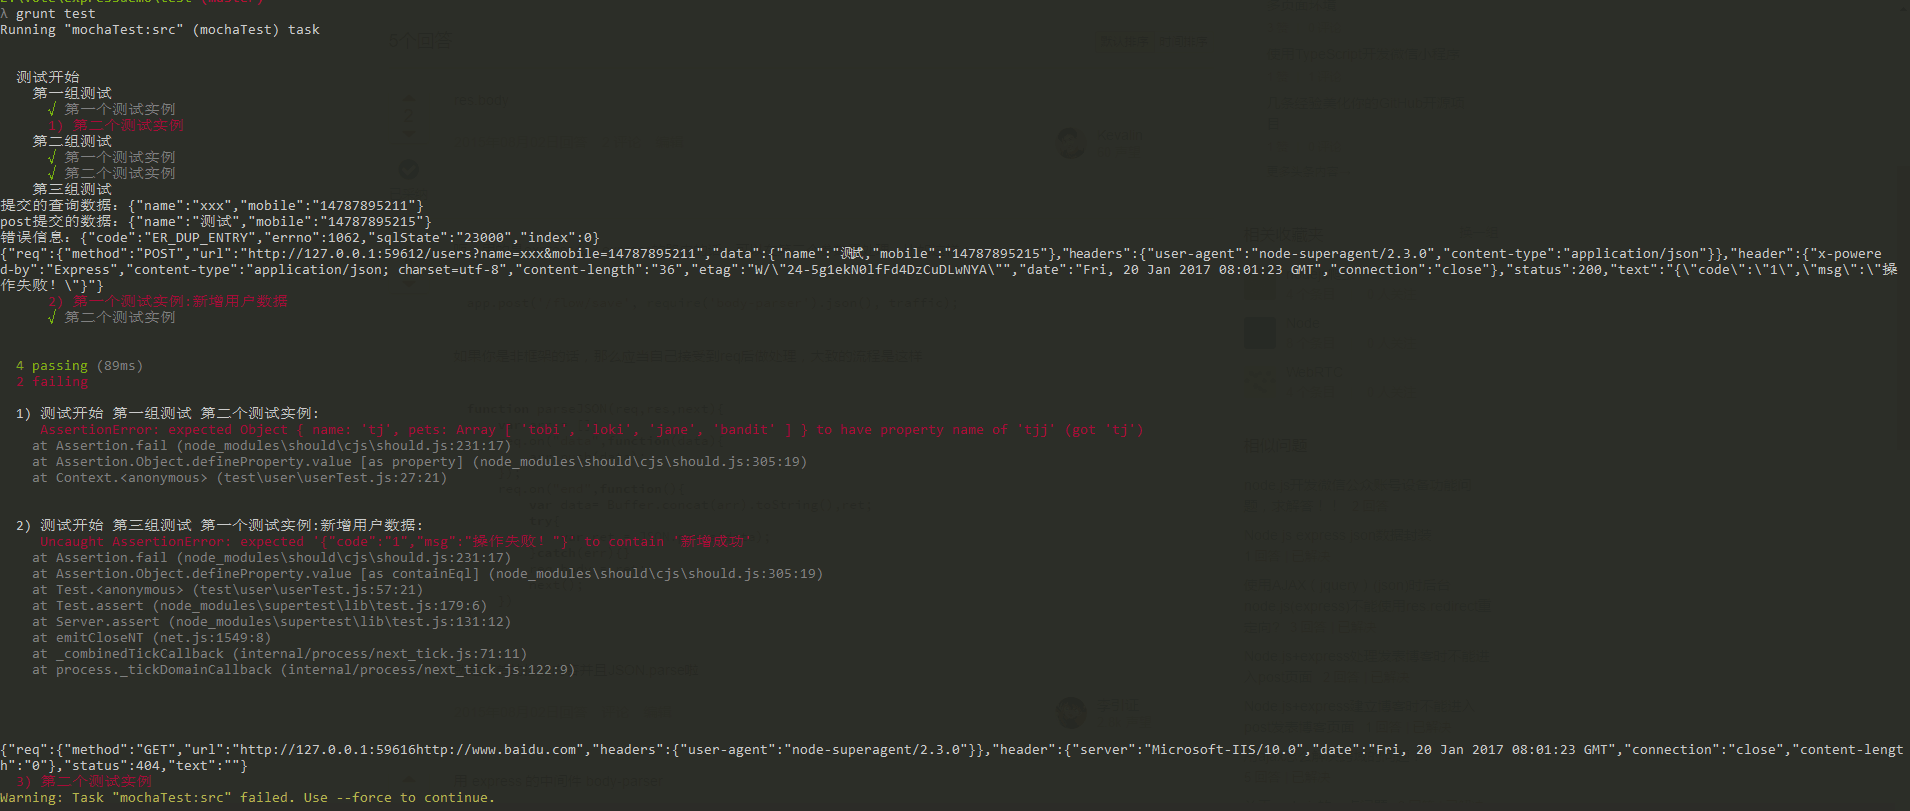 λ grunt test
Running "mochaTest:src" (mochaTest) task
测试开始
第一组测试
√ 第一个测试实例
1) 第二个测试实例
第二组测试
√ 第一个测试实例
√ 第二个测试实例
第三组测试
提交的查询数据: {"name":"xxx","mobile":"14787895211"}
post提交的数据: {"name":"测试","mobile":"14787895215"}
错误信息: {"code":"ER_DUP_ENTRY","errno":1062,"sqlState":"23000","index":0}
{"req":{"method":"POST","url":"http://127.0.0.1:59612/users?name=xxx&mobile=14787895211","data":{"name":"测试,"mobile":"14787895215"},"headers":{"user-agent":"node-superagent/2.3.0","content-type":"application/json"}},"header":{"x-powere
d-by":"Express","content-type":"application/json; charset=utf-8","content-length":"36","etag":"W/\"24-5g1ekN0lfFd4DzCuDLwNYA\"","date":"Fri, 20 Jan 2017 08:01:23 GMT","connection":"close"},"status":200,"text":"{\"code\":\"1\",\"msg\":\"操
作失败！\"}"}
2) 第一个测试实例:新增用户数据
√ 第二个测试实例
4 passing (89ms)
2 failing
1) 测试开始 第一组测试 第二个测试实例:
AssertionError: expected Object { name: 'tj', pets: Array [ 'tobi', 'loki', 'jane', 'bandit' ] } to have property name of 'tjj' (got 'tj')
at Assertion.fail (node_modules\should\cjs\should.js:231:17)
at Assertion.Object.defineProperty.value [as property] (node_modules\should\cjs\should.js:305:19)
at Context.<anonymous> (test\user\userTest.js:27:21)
2) 测试开始 第三组测试 第一个测试实例:新增用户数据:
Uncaught AssertionError: expected '{"code":"1","msg":"操作失败！"}' to contain '新增成功'
at Assertion.fail (node_modules\should\cjs\should.js:231:17)
at Assertion.Object.defineProperty.value [as containEql] (node_modules\should\cjs\should.js:305:19)
at Test.<anonymous> (test\user\userTest.js:57:21)
at Test.assert (node_modules\supertest\lib\test.js:179:6)
at Server.assert (node_modules\supertest\lib\test.js:131:12)
at emitCloseNT (net.js:1549:8)
at _combinedTickCallback (internal/process/next_tick.js:71:11)
at process._tickDomainCallback (internal/process/next_tick.js:122:9)
{"req":{"method":"GET","url":"http://127.0.0.1:59616http://www.baidu.com","headers":{"user-agent":"node-superagent/2.3.0"}},"header":{"server":"Microsoft-IIS/10.0","date":"Fri, 20 Jan 2017 08:01:23 GMT","connection":"close","content-lengt
h":"0"},"status":404,"text":""}
3) 第二个测试实例
Warning: Task "mochaTest:src" failed. Use --force to continue.